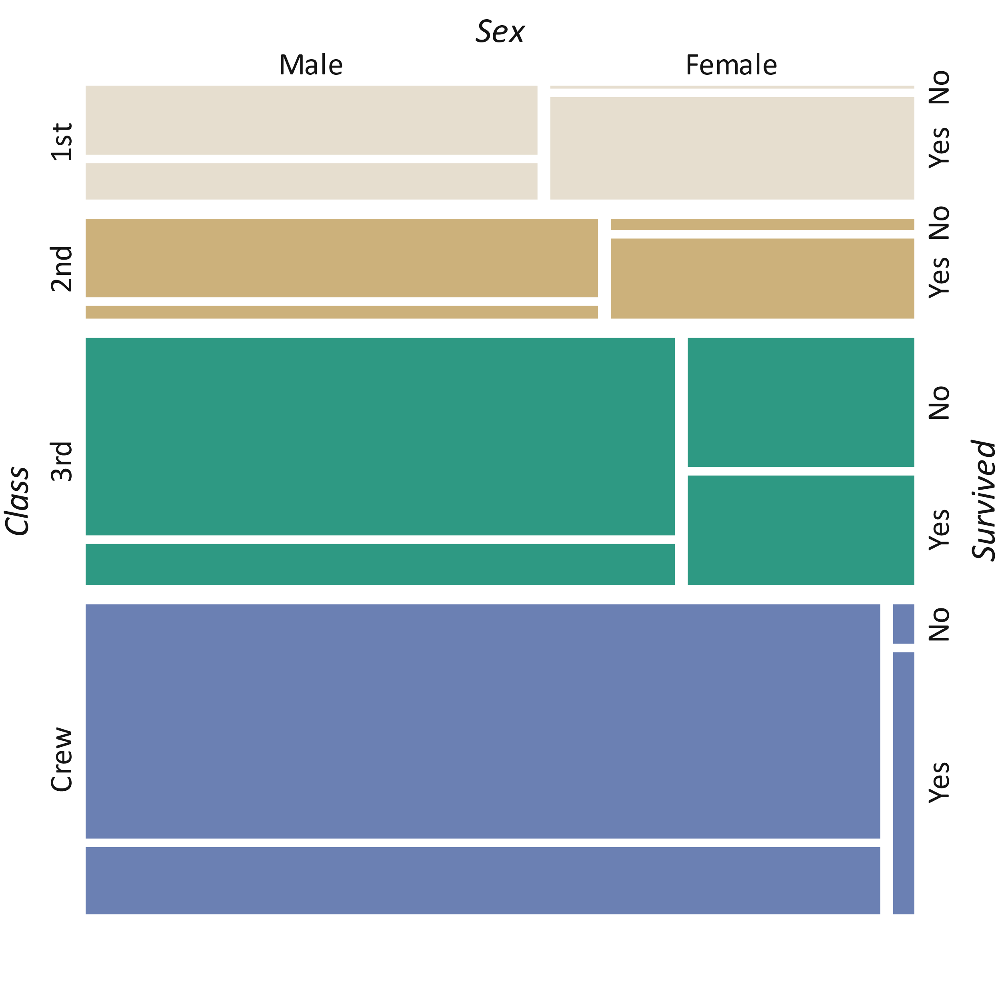 Sex
Male Female
Class
1st
2nd
3rd
Crew
No
Yes
No
Yes
No
Yes
No
Yes
Survived